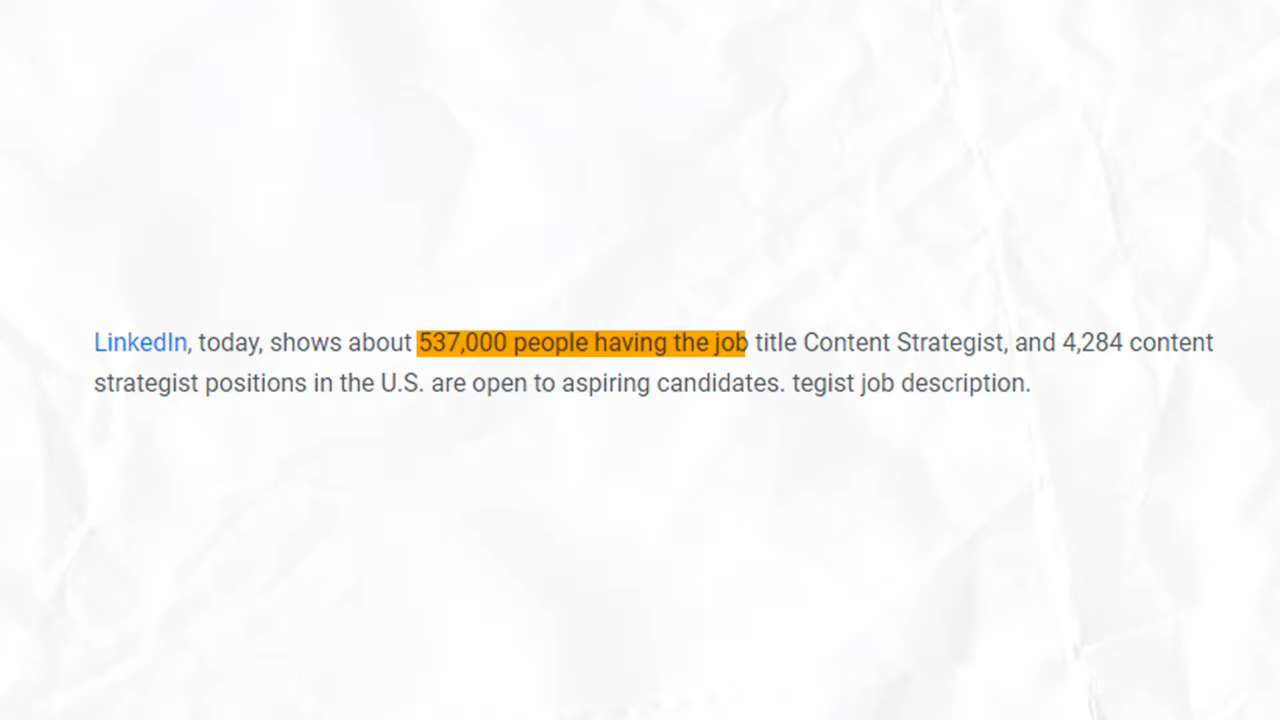 LinkedIn, today, shows about 537,000 people having the job title Content Strategist, and 4,284 content
strategist positions in the U.S. are open to aspiring candidates. tegist job description.